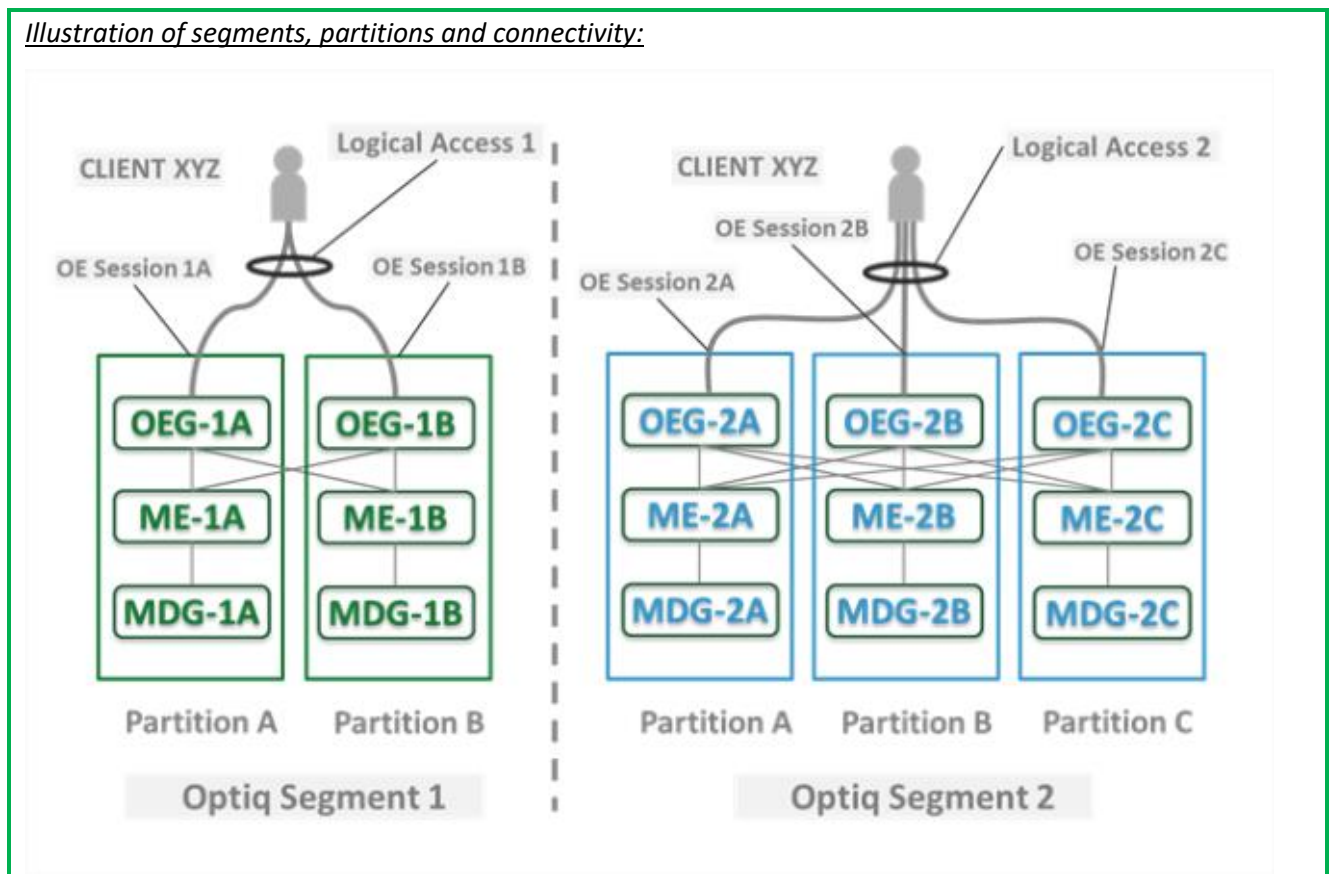 Illustration of segments, partitions and connectivity:
CLIENT XYZ
Logical Access 1
OE Session 1A
OE Session 1B
OEG-1A
OEG-1B
ME-1A
ME-1B
MDG-1A
MDG-1B
Partition A
Partition B
Optiq Segment 1
CLIENT XYZ
Logical Access 2
OE Session 2B
OE Session 2C
OE Session 2A
OEG-2A
OEG-2B
OEG-2C
ME-2A
ME-2B
ME-2C
MDG-2A
MDG-2B
MDG-2C
Partition A
Partition B
Partition C
Optiq Segment 2